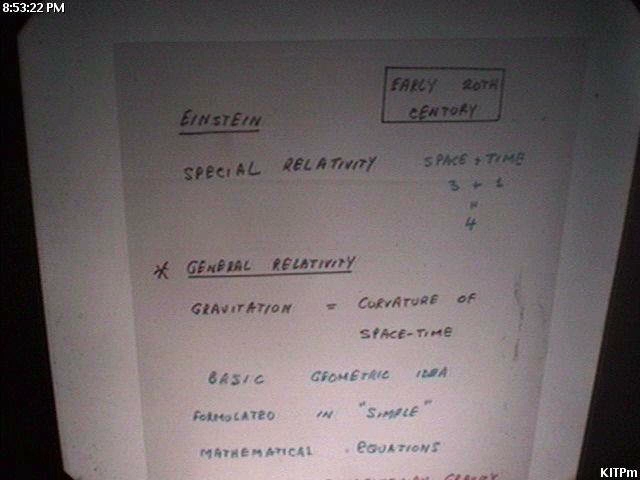 8:53:22 PM
EARLY 20TH
CENTURY
EINSTEIN
SPECIAL RELATIVITY SPACE + TIME
3 + 1
"
4
* GENERAL RELATIVITY
GRAVITATION = CURVATURE OF
SPACE-TIME
BASIC GEOMETRIC IDEA
FORMULATED IN "SIMPLE"
MATHEMATICAL EQUATIONS
GRAVITY
KITPm